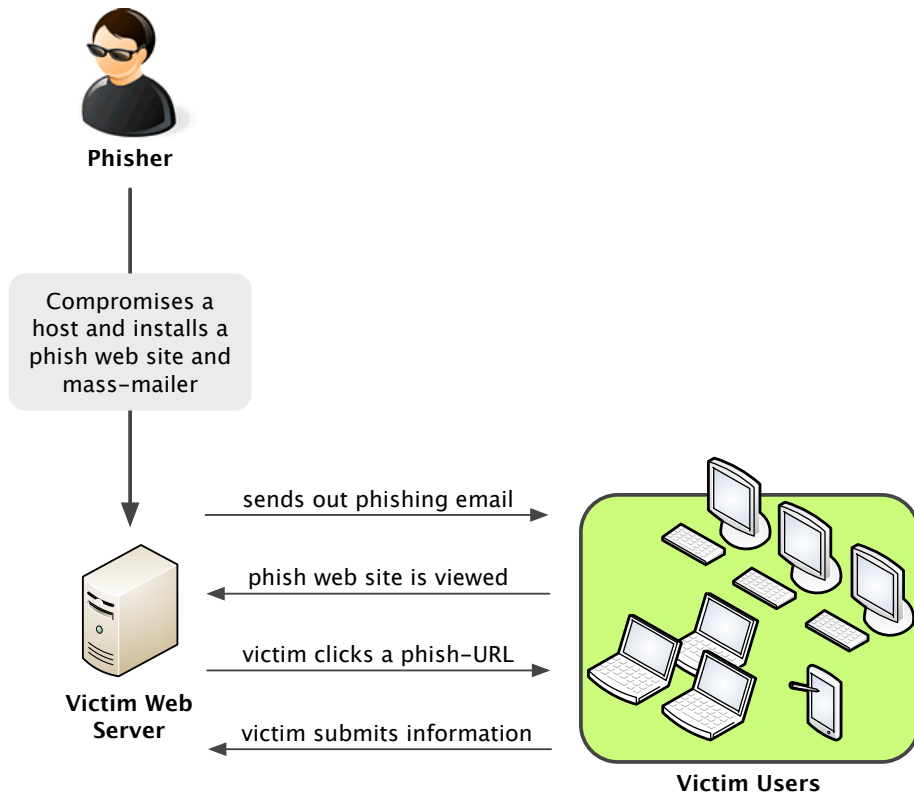 Phisher
Compromises a
host and installs a
phish web site and
mass-mailer
sends out phishing email
phish web site is viewed
victim clicks a phish-URL
victim submits information
Victim Web
Server
Victim Users